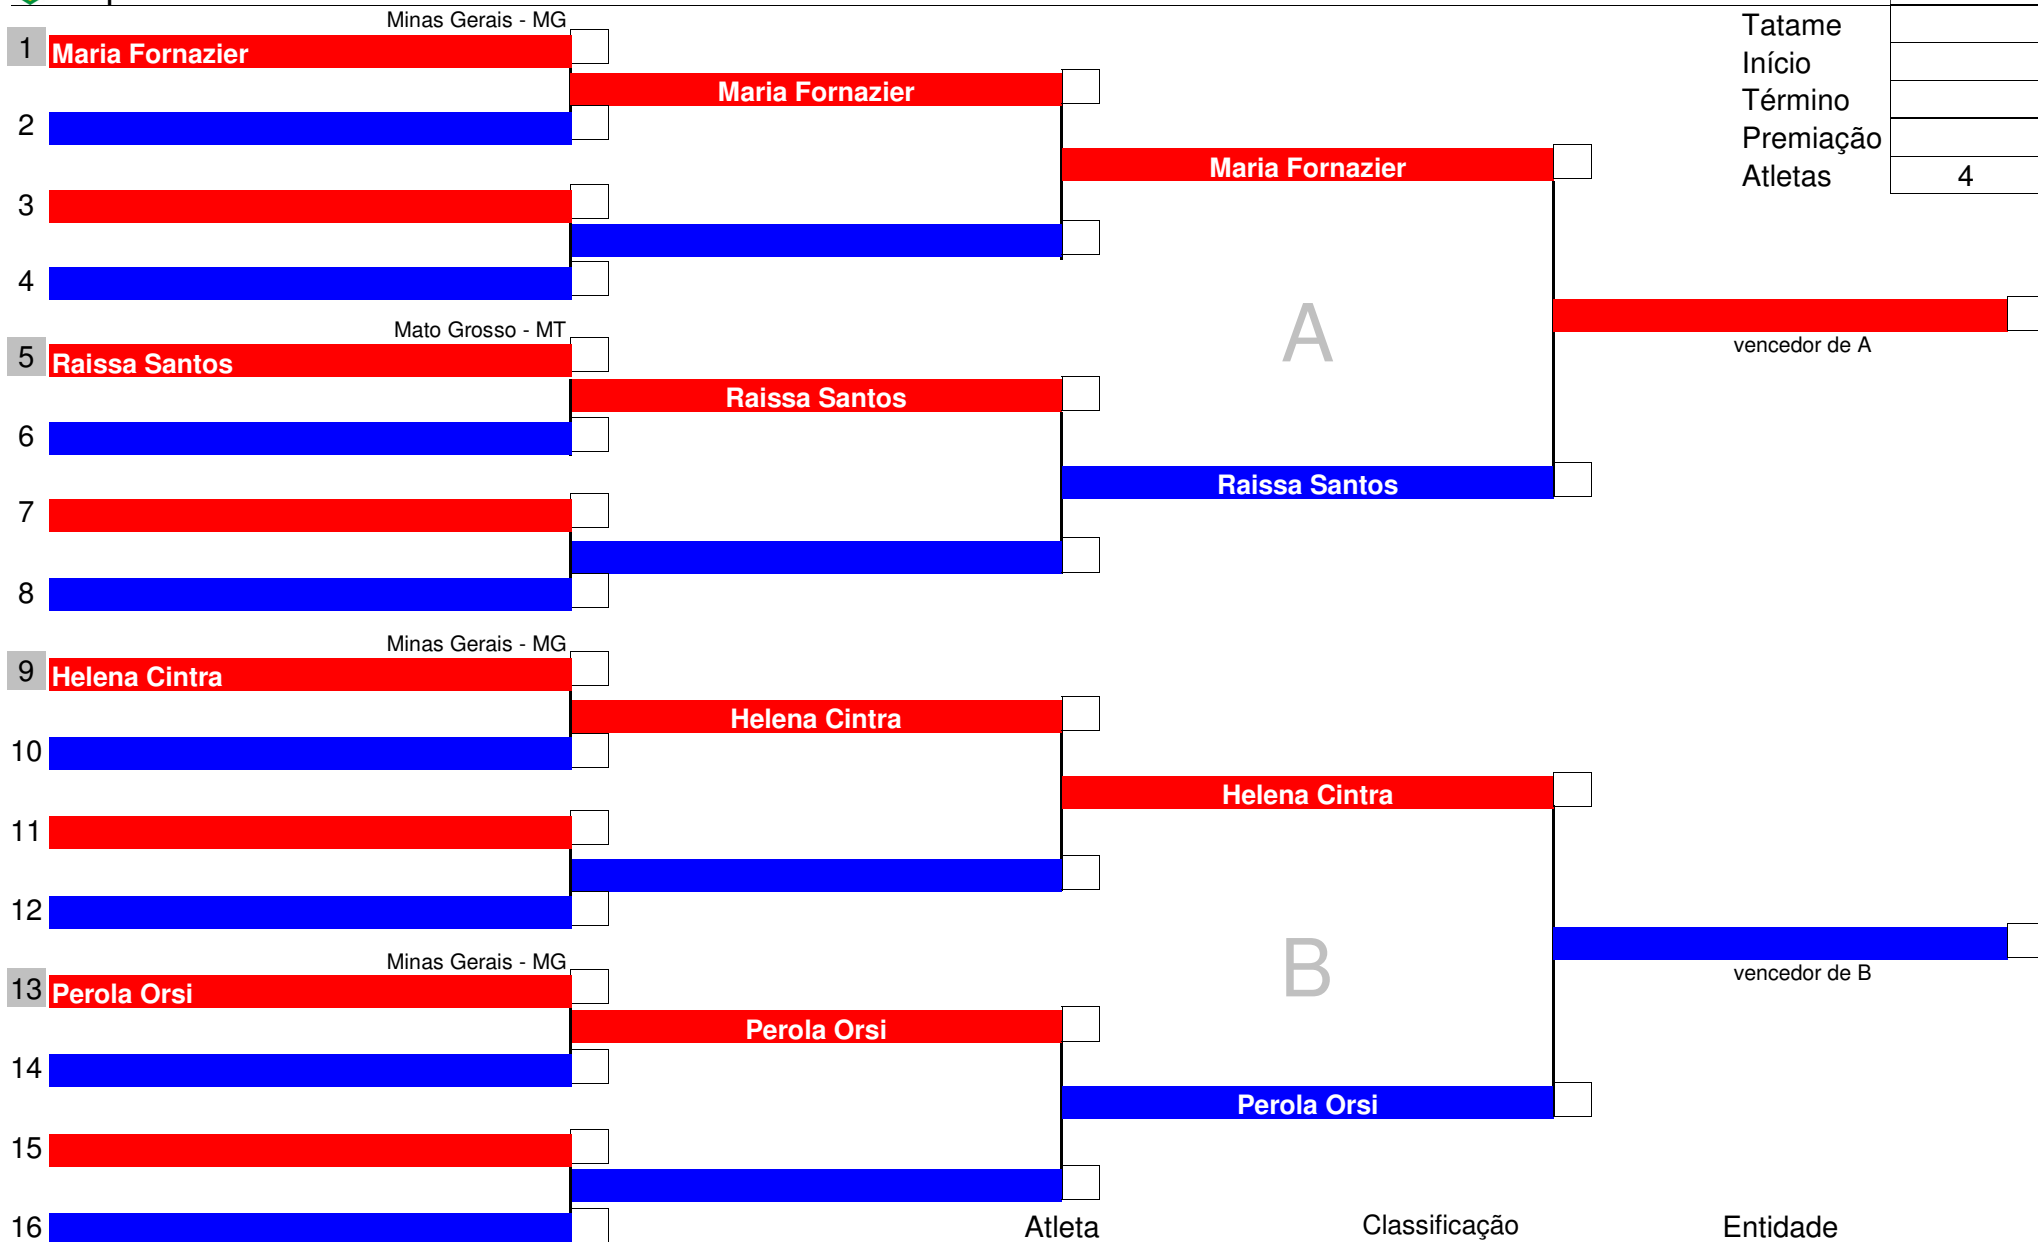 Minas Gerais - MG
1 Maria Fornazier
Maria Fornazier
2
Maria Fornazier
3
4
Tatame
Início
Término
Premiação
Atletas 4
Mato Grosso - MT
5 Raissa Santos
A
vencedor de A
Raissa Santos
6
Raissa Santos
7
8
Minas Gerais - MG
9 Helena Cintra
Helena Cintra
10
Helena Cintra
11
12
Minas Gerais - MG
13 Perola Orsi
B
vencedor de B
Perola Orsi
14
Perola Orsi
15
16
Atleta Classificação Entidade